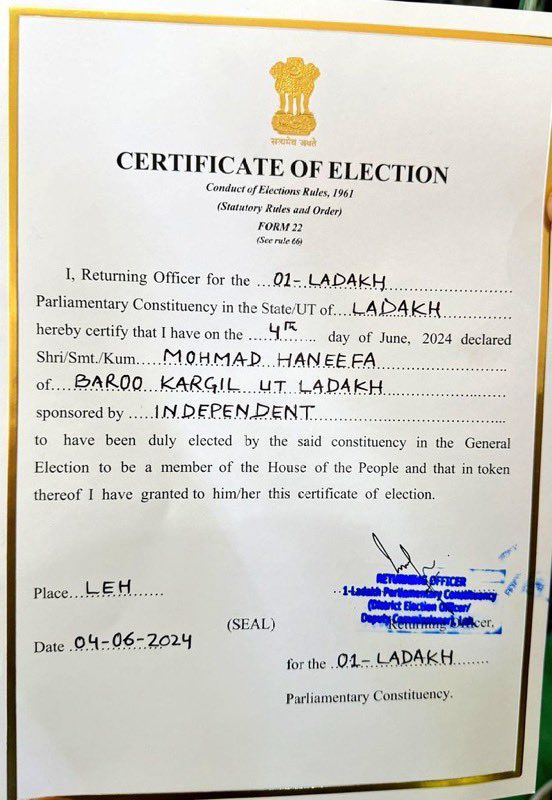 सत्यमेव जयते
CERTIFICATE OF ELECTION
Conduct of Elections Rules, 1961
(Statutory Rules and Order)
FORM 22
(See rule 66)
I, Returning Officer for the ...01- LADAKH
Parliamentary Constituency in the State/UT of...LADAKH
hereby certify that I have on the ....4th.... day of June, 2024 declared
Shri/Smt./Kum....MOHMAD HANEEFA
of...BAROO KARGIL UT LADAKH
sponsored by ....INDEPENDENT
to have been duly elected by the said constituency in the General
Election to be a member of the House of the People and that in token
thereof I have granted to him/her this certificate of election.
RETURNING OFFICER
1-Ladakh Parliamentary Constituency
(District Election Officer/
Deputy Commissioner), Leh
Place...LEH......
(SEAL)
Returning Officer,
Date .04-06-2024
for the .01- LADAKH.......
Parliamentary Constituency.